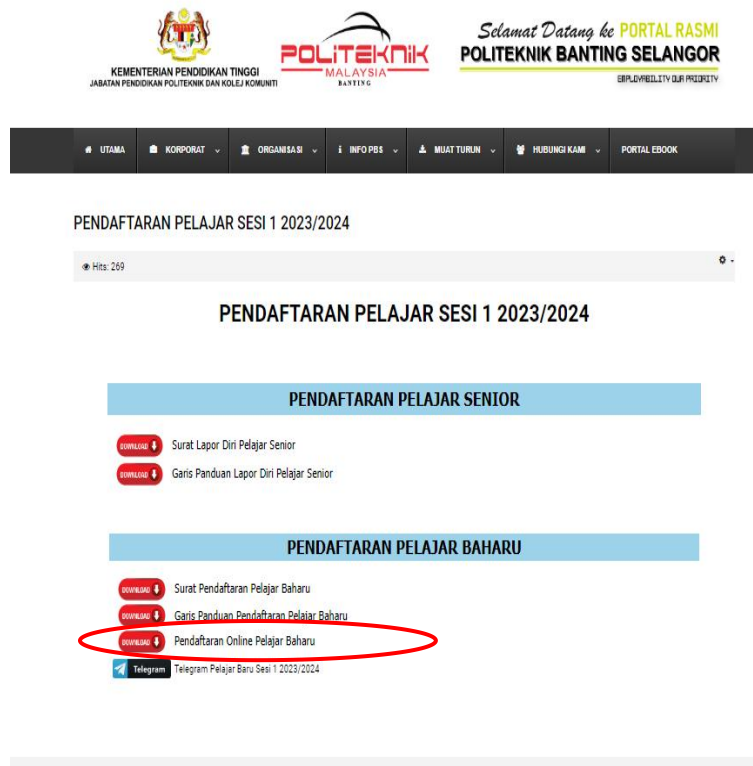 KEMENTERIAN PENDIDIKAN TINGGI
JABATAN PENDIDIKAN POLITEKNIK DAN KOLEJ KOMUNITI
POLITEKNIK
MALAYSIA
BANTING
Selamat Datang ke PORTAL RASMI
POLITEKNIK BANTING SELANGOR
EMPLOYABILITY OUR PRIORITY
UTAMA KORPORAT ORGANISASI INFO PBS MUAT TURUN HUBUNGI KAMI PORTAL EBOOK
PENDAFTARAN PELAJAR SESI 1 2023/2024
Hits: 269
PENDAFTARAN PELAJAR SESI 1 2023/2024
PENDAFTARAN PELAJAR SENIOR
DOWNLOAD Surat Lapor Diri Pelajar Senior
DOWNLOAD Garis Panduan Lapor Diri Pelajar Senior
PENDAFTARAN PELAJAR BAHARU
DOWNLOAD Surat Pendaftaran Pelajar Baharu
DOWNLOAD Garis Panduan Pendaftaran Pelajar Baharu
DOWNLOAD Pendaftaran Online Pelajar Baharu
Telegram Telegram Pelajar Baru Sesi 1 2023/2024